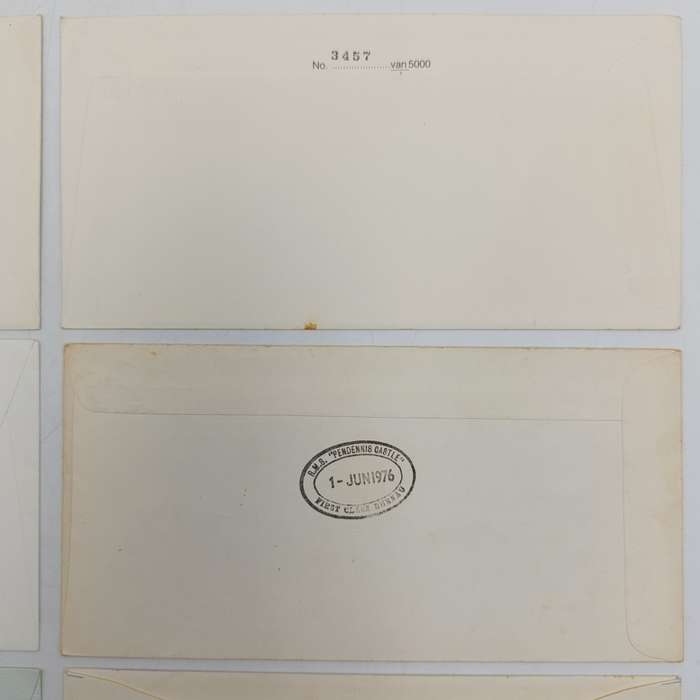 3457
No. ......................van 5000
R.M.S. "PENDENNIS CASTLE"
1-JUN1976
FIRST CLASS BUREAU